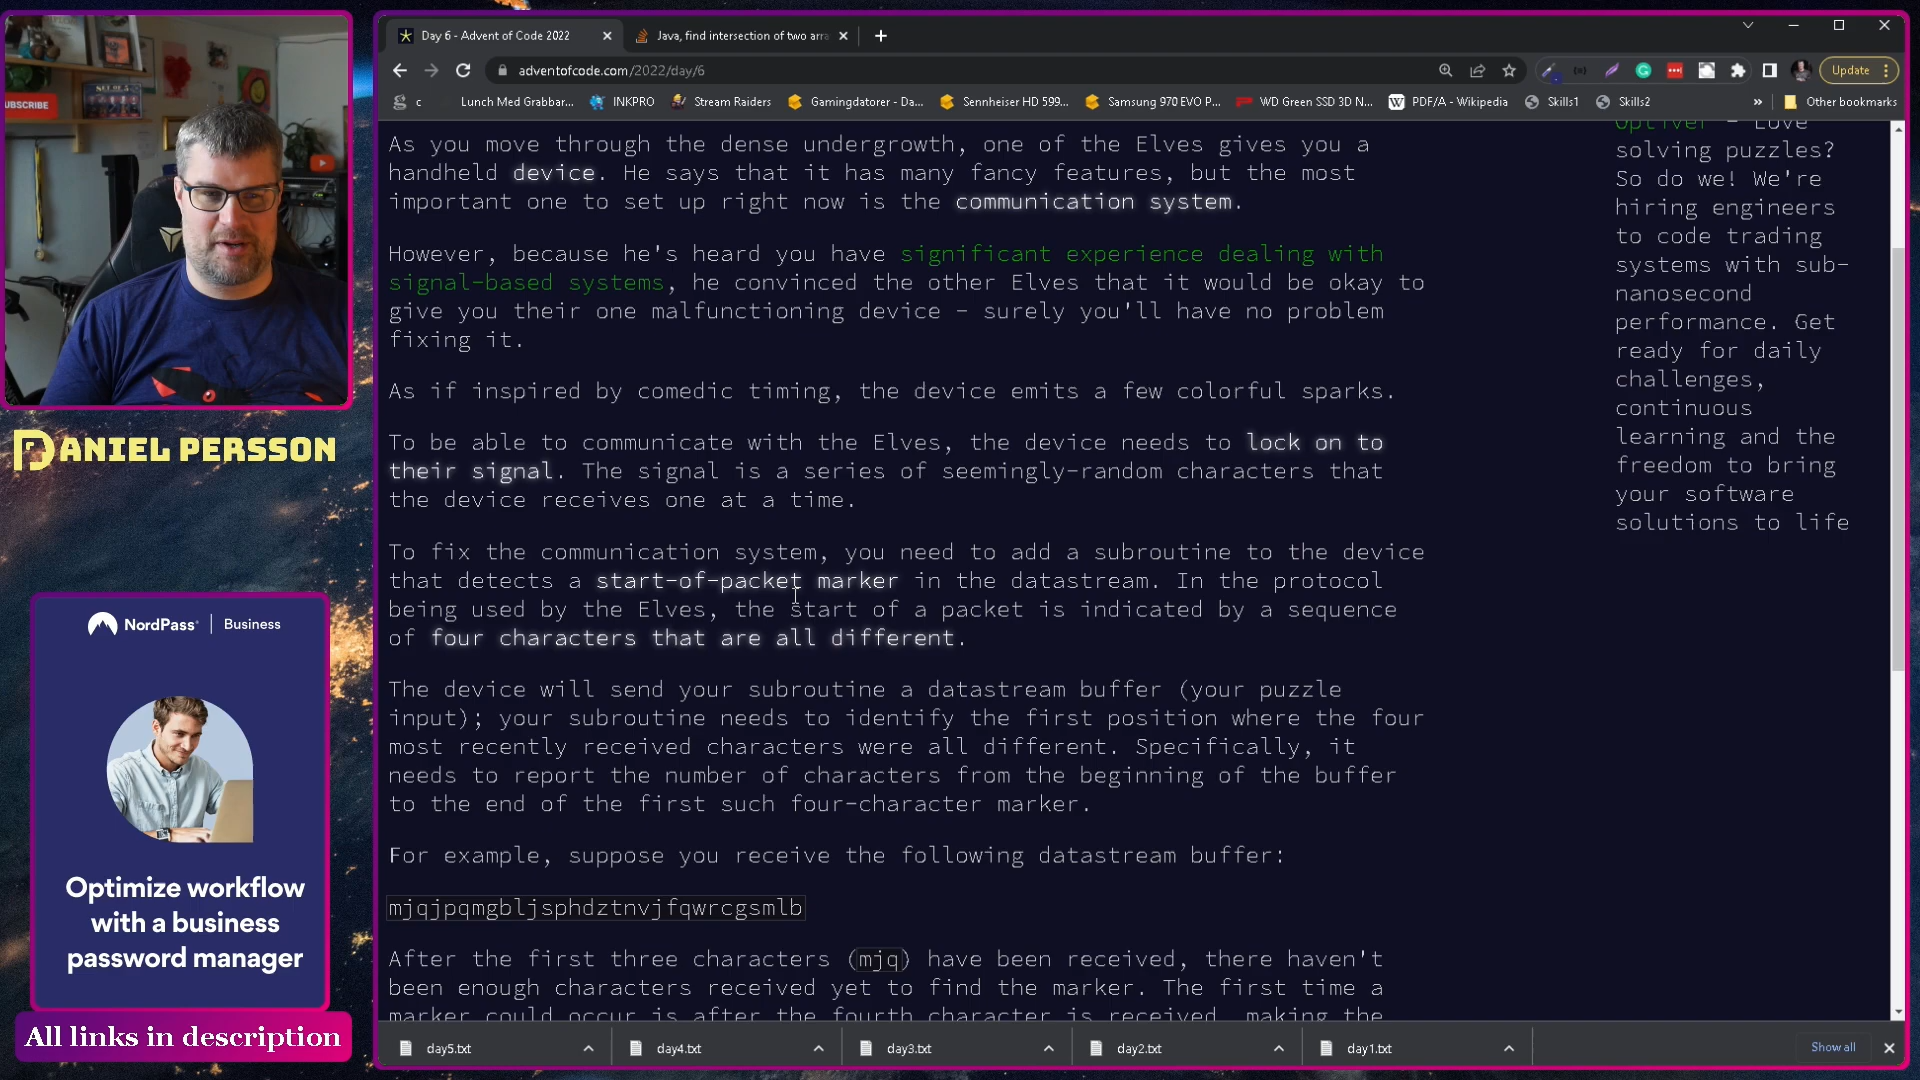 Day 6 - Advent of Code 2022
Java, find intersection of two arra
adventofcode.com/2022/day/6
Update
c
Lunch Med Grabbar...
INKPRO
Stream Raiders
Gamingdatorer - Da...
Sennheiser HD 599...
Samsung 970 EVO P...
WD Green SSD 3D N...
PDF/A - Wikipedia
Skills1
Skills2
»
Other bookmarks
As you move through the dense undergrowth, one of the Elves gives you a
handheld device. He says that it has many fancy features, but the most
important one to set up right now is the communication system.
However, because he's heard you have significant experience dealing with
signal-based systems, he convinced the other Elves that it would be okay to
give you their one malfunctioning device - surely you'll have no problem
fixing it.
As if inspired by comedic timing, the device emits a few colorful sparks.
To be able to communicate with the Elves, the device needs to lock on to
their signal. The signal is a series of seemingly-random characters that
the device receives one at a time.
To fix the communication system, you need to add a subroutine to the device
that detects a start-of-packet marker in the datastream. In the protocol
being used by the Elves, the start of a packet is indicated by a sequence
of four characters that are all different.
The device will send your subroutine a datastream buffer (your puzzle
input); your subroutine needs to identify the first position where the four
most recently received characters were all different. Specifically, it
needs to report the number of characters from the beginning of the buffer
to the end of the first such four-character marker.
For example, suppose you receive the following datastream buffer:
mjqjpqmgbljsphdztnvjfqwrcgsmlb
After the first three characters (mjq) have been received, there haven't
been enough characters received yet to find the marker. The first time a
marker could occur is after the fourth character is received, making the
Optiver - Love
solving puzzles?
So do we! We're
hiring engineers
to code trading
systems with sub-
nanosecond
performance. Get
ready for daily
challenges,
continuous
learning and the
freedom to bring
your software
solutions to life
day5.txt
day4.txt
day3.txt
day2.txt
day1.txt
Show all
SUBSCRIBE
DANIEL PERSSON
NordPass | Business
Optimize workflow
with a business
password manager
All links in description